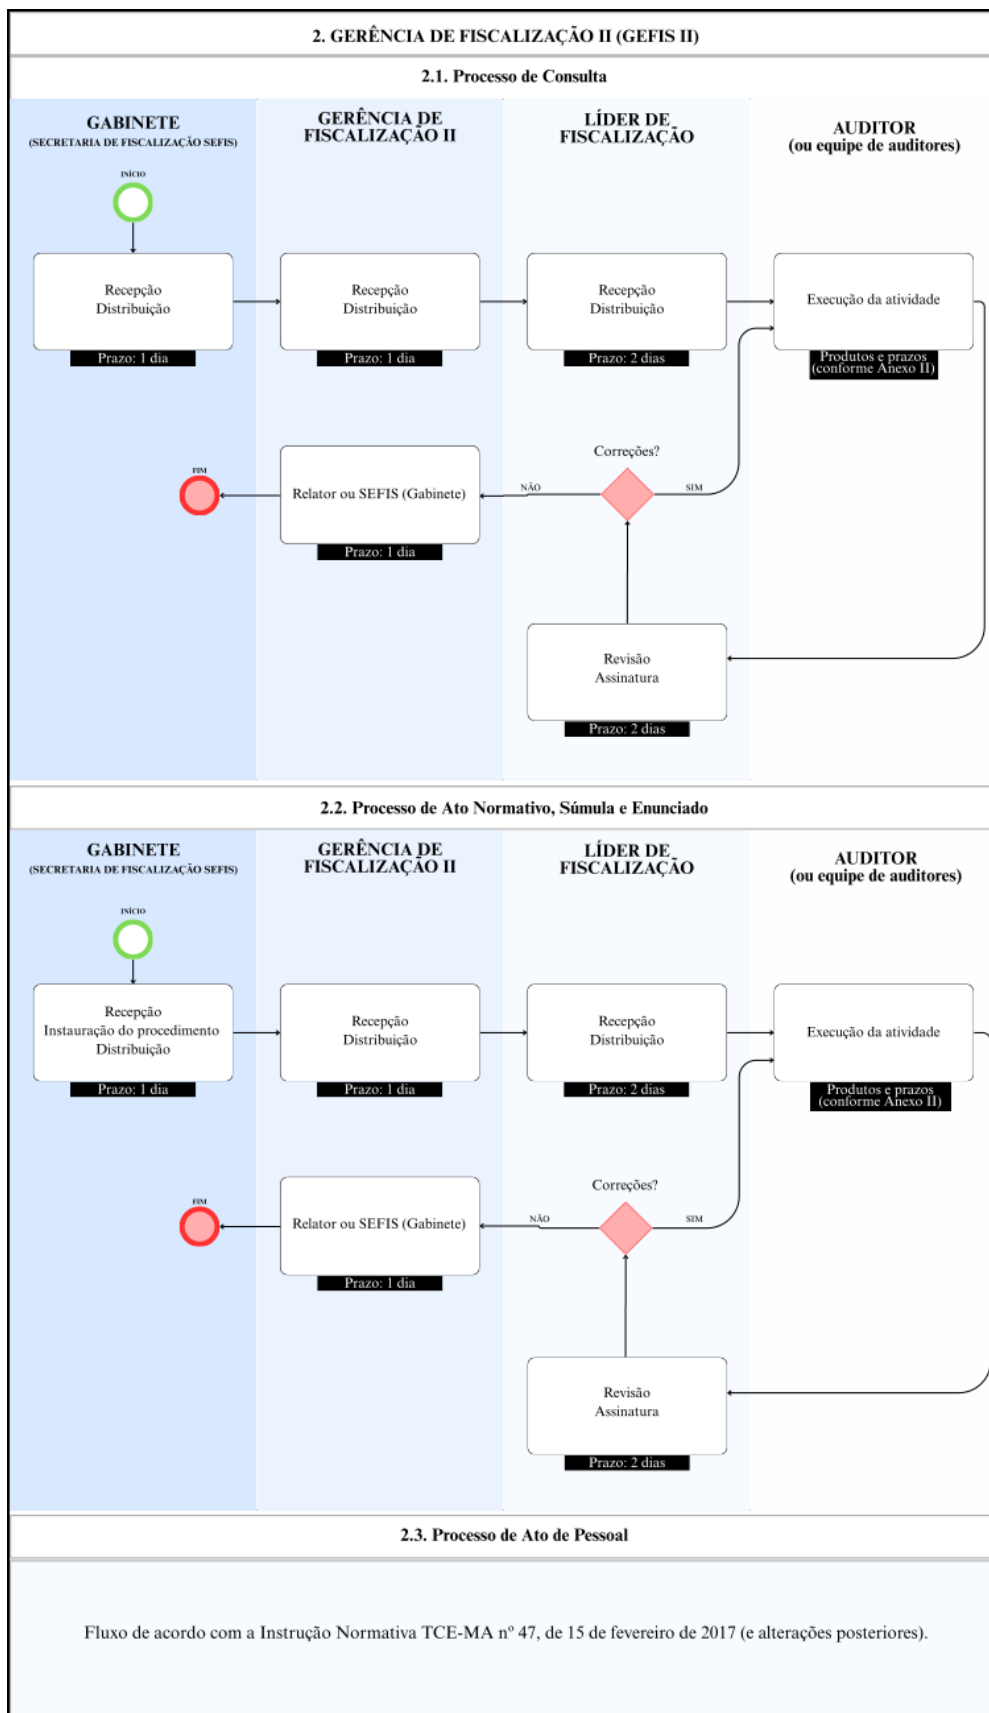 2. GERÊNCIA DE FISCALIZAÇÃO II (GEFIS II)
2.1. Processo de Consulta
GABINETE
(SECRETARIA DE FISCALIZAÇÃO SEFIS)
GERÊNCIA DE
FISCALIZAÇÃO II
LÍDER DE
FISCALIZAÇÃO
AUDITOR
(ou equipe de auditores)
INÍCIO
Recepção
Distribuição
Prazo: 1 dia
Recepção
Distribuição
Prazo: 1 dia
Recepção
Distribuição
Prazo: 2 dias
Execução da atividade
Produtos e prazos
(conforme Anexo II)
Correções?
SIM
NÃO
Relator ou SEFIS (Gabinete)
Prazo: 1 dia
FIM
Revisão
Assinatura
Prazo: 2 dias
2.2. Processo de Ato Normativo, Súmula e Enunciado
GABINETE
(SECRETARIA DE FISCALIZAÇÃO SEFIS)
GERÊNCIA DE
FISCALIZAÇÃO II
LÍDER DE
FISCALIZAÇÃO
AUDITOR
(ou equipe de auditores)
INÍCIO
Recepção
Instauração do procedimento
Distribuição
Prazo: 1 dia
Recepção
Distribuição
Prazo: 1 dia
Recepção
Distribuição
Prazo: 2 dias
Execução da atividade
Produtos e prazos
(conforme Anexo II)
Correções?
SIM
NÃO
Relator ou SEFIS (Gabinete)
Prazo: 1 dia
FIM
Revisão
Assinatura
Prazo: 2 dias
2.3. Processo de Ato de Pessoal
Fluxo de acordo com a Instrução Normativa TCE-MA nº 47, de 15 de fevereiro de 2017 (e alterações posteriores).